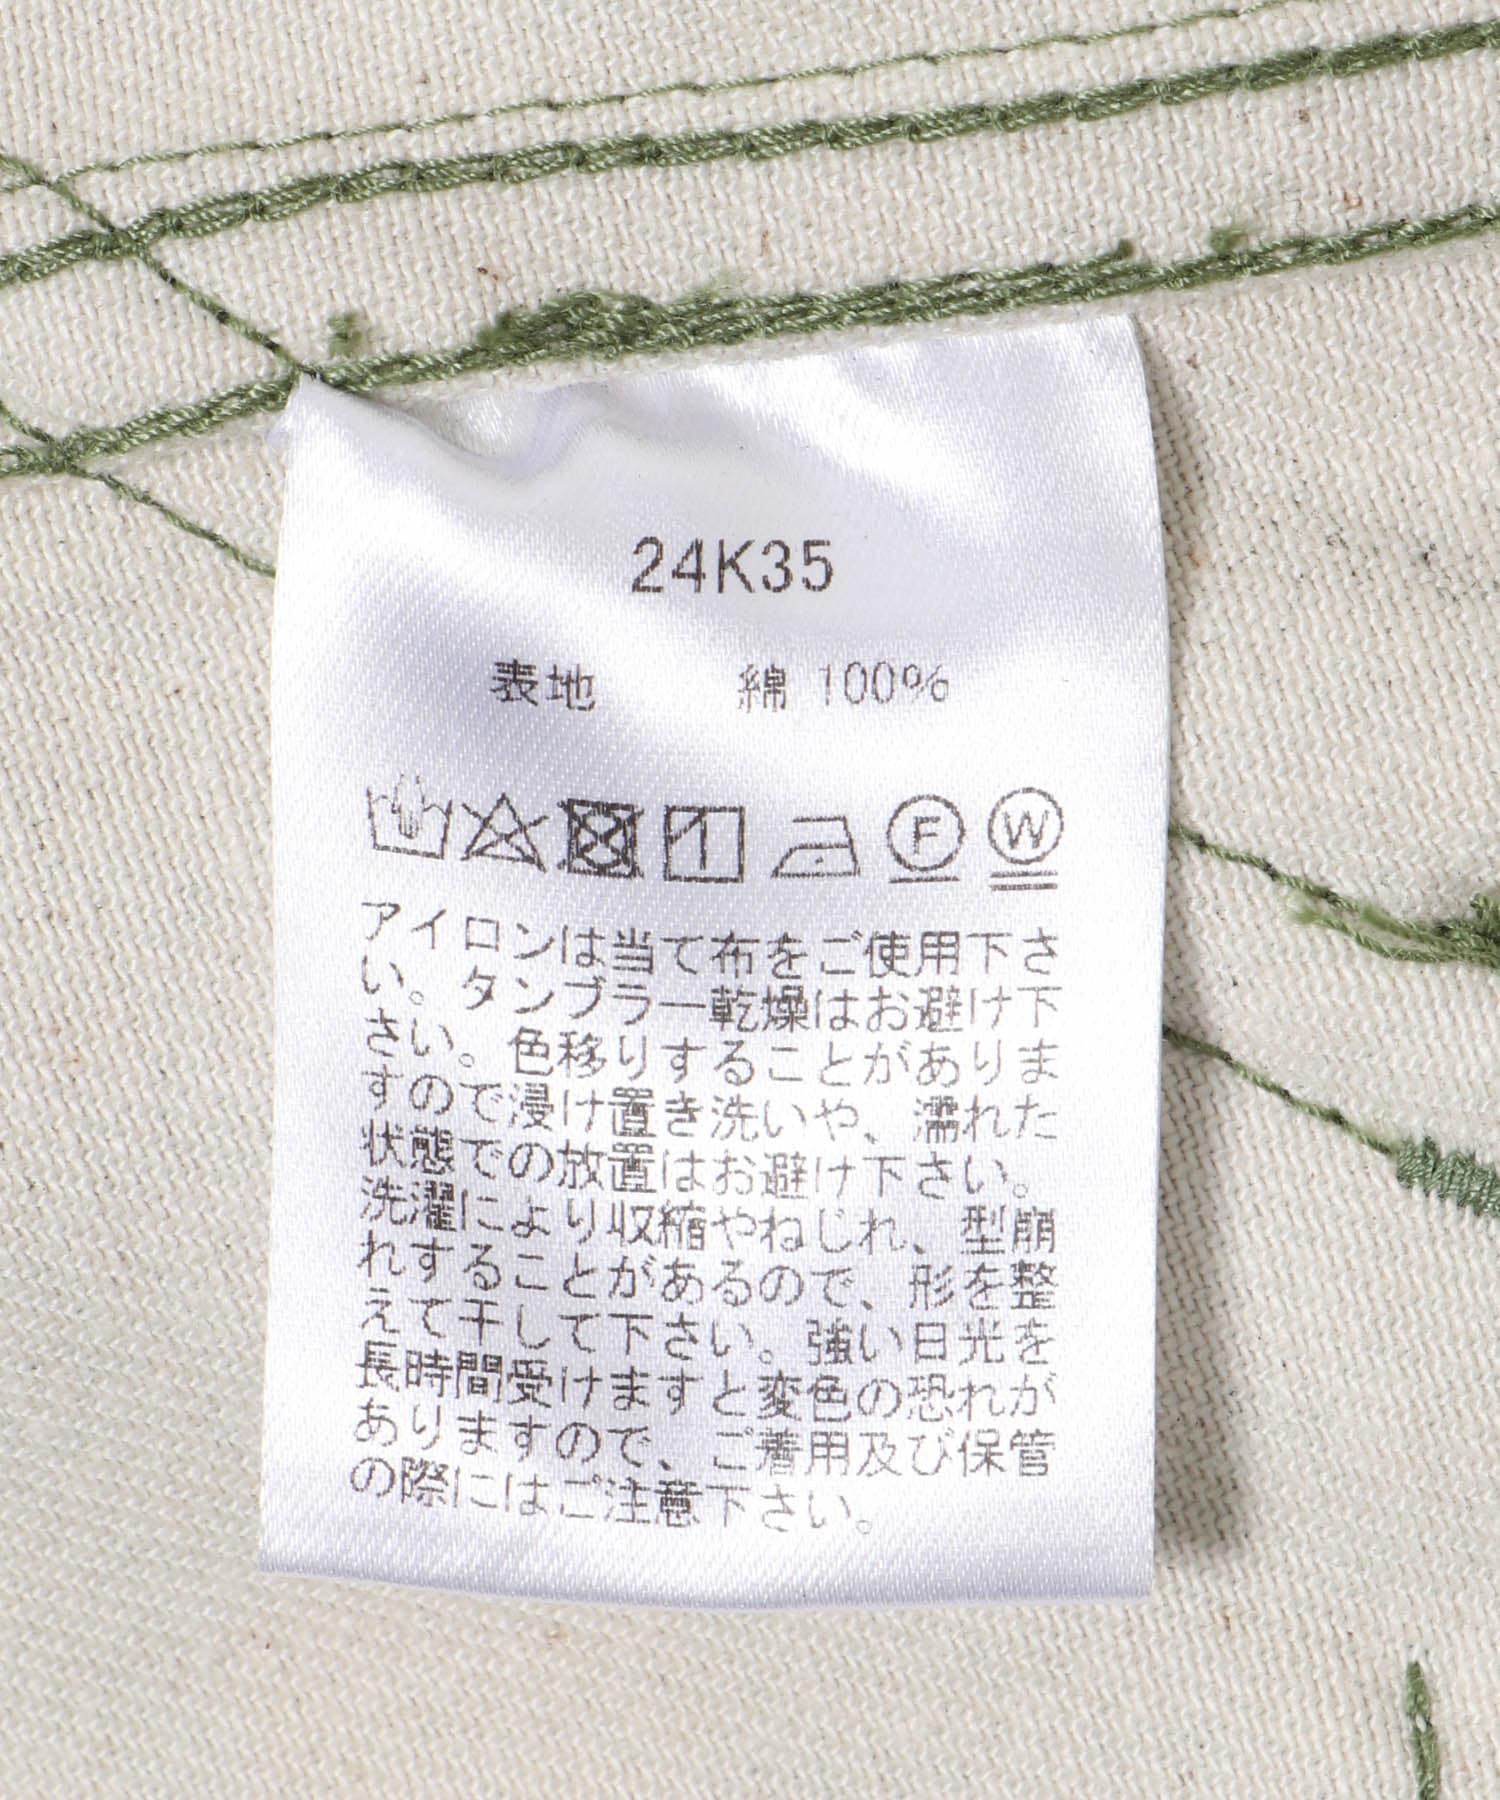 24K35
表地 綿 100%
F W
アイロンは当て布をご使用下さ
い。タンブラー乾燥はお避け下
さい。色移りすることがありま
すので浸け置き洗いや、濡れた
状態での放置はお避け下さい。
洗濯により収縮やねじれ、型崩
れすることがあるので、形を整
えて干して下さい。強い日光を
長時間受けますと変色の恐れが
ありますので、ご着用及び保管
の際にはご注意下さい。